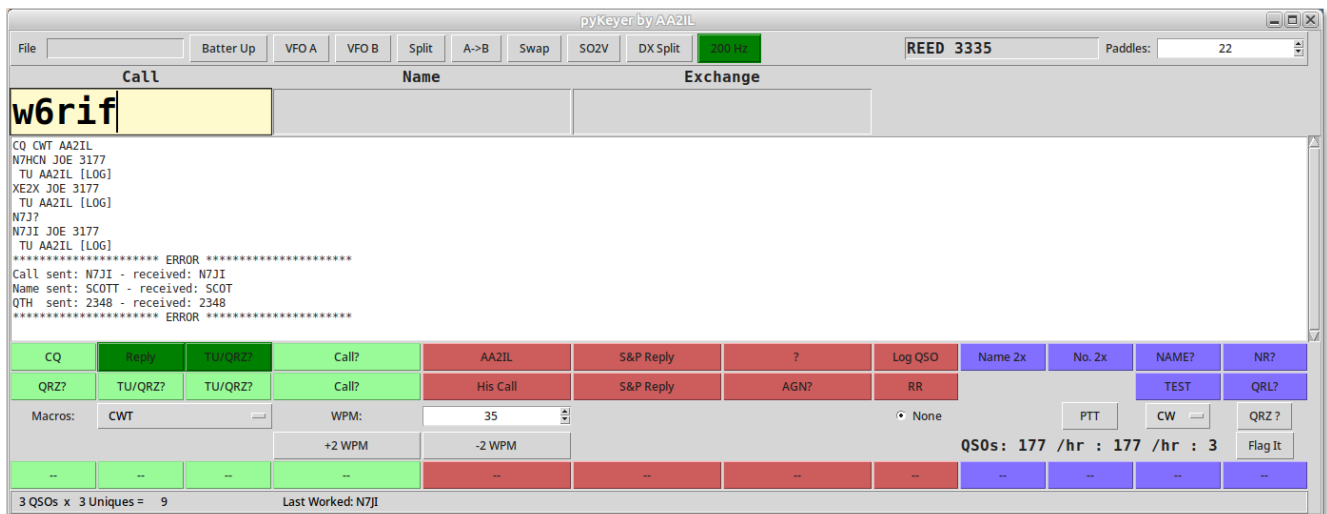 pyKeyer by AA2IL
File Batter Up VFO A VFO B Split A->B Swap SO2V DX Split 200 Hz REED 3335 Paddles: 22
Call Name Exchange
w6rif
CQ CWT AA2IL
N7HCN JOE 3177
TU AA2IL [LOG]
XE2X JOE 3177
TU AA2IL [LOG]
N7J?
N7JI JOE 3177
TU AA2IL [LOG]
********************** ERROR **********************
Call sent: N7JI - received: N7JI
Name sent: SCOTT - received: SCOT
QTH  sent: 2348 - received: 2348
********************** ERROR **********************
CQ Reply TU/QRZ? Call? AA2IL S&P Reply ? Log QSO Name 2x No. 2x NAME? NR?
QRZ? TU/QRZ? TU/QRZ? Call? His Call S&P Reply AGN? RR TEST QRL?
Macros: CWT WPM: 35 None PTT CW QRZ ?
+2 WPM -2 WPM QSOs: 177 /hr : 177 /hr : 3 Flag It
-- -- -- -- -- -- -- -- -- -- -- --
3 QSOs x 3 Uniques = 9 Last Worked: N7JI